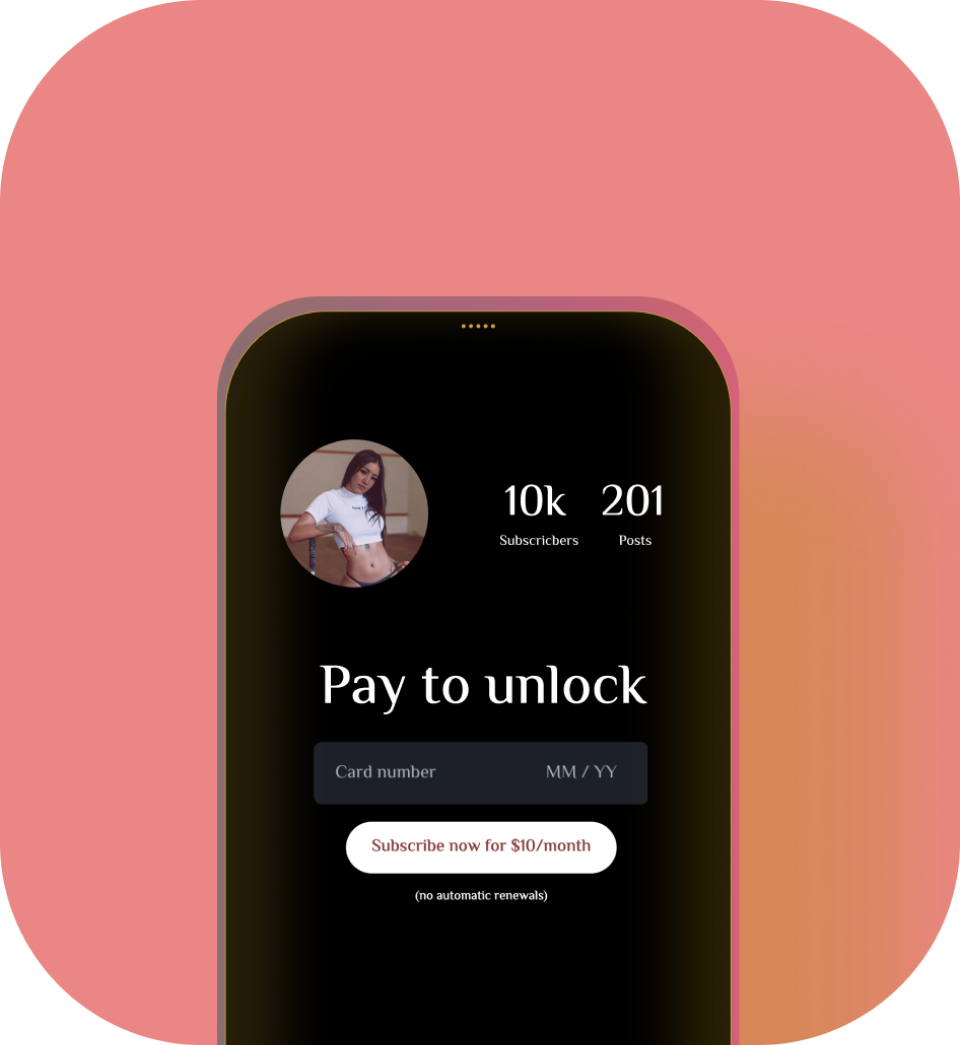 10k 201
Subscricbers Posts
Pay to unlock
Card number MM / YY
Subscribe now for $10/month
(no automatic renewals)